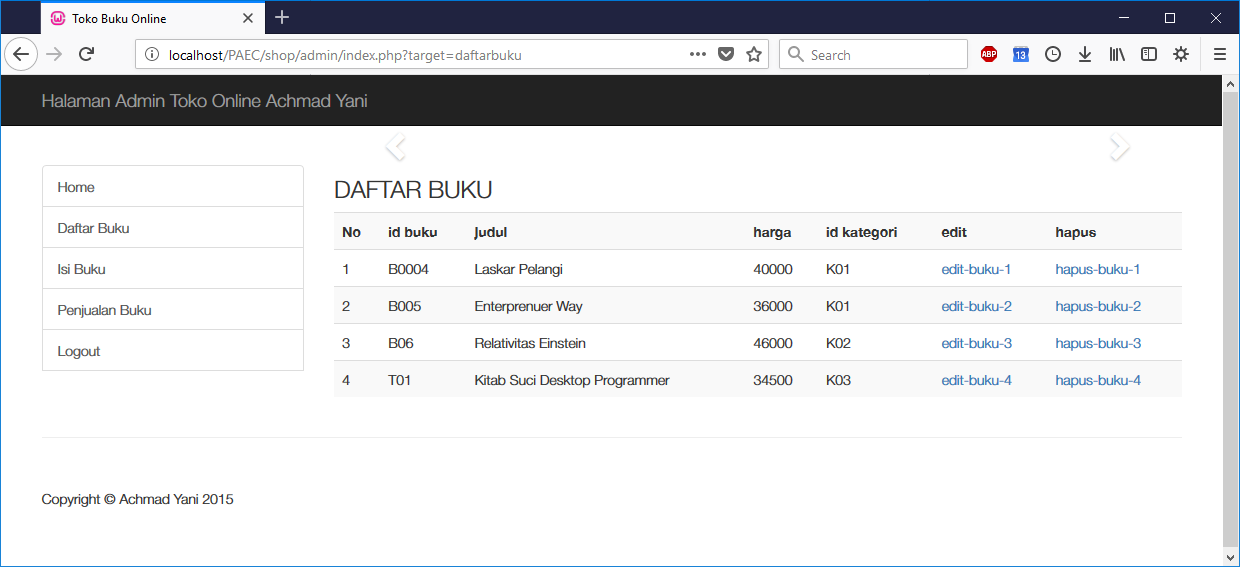 Toko Buku Online
localhost/PAEC/shop/admin/index.php?target=daftarbuku
Search
ABP
13
Halaman Admin Toko Online Achmad Yani
Home
Daftar Buku
Isi Buku
Penjualan Buku
Logout
DAFTAR BUKU
No id buku Judul harga id kategori edit hapus
1 B0004 Laskar Pelangi 40000 K01 edit-buku-1 hapus-buku-1
2 B005 Enterprenuer Way 36000 K01 edit-buku-2 hapus-buku-2
3 B06 Relativitas Einstein 46000 K02 edit-buku-3 hapus-buku-3
4 T01 Kitab Suci Desktop Programmer 34500 K03 edit-buku-4 hapus-buku-4
Copyright © Achmad Yani 2015